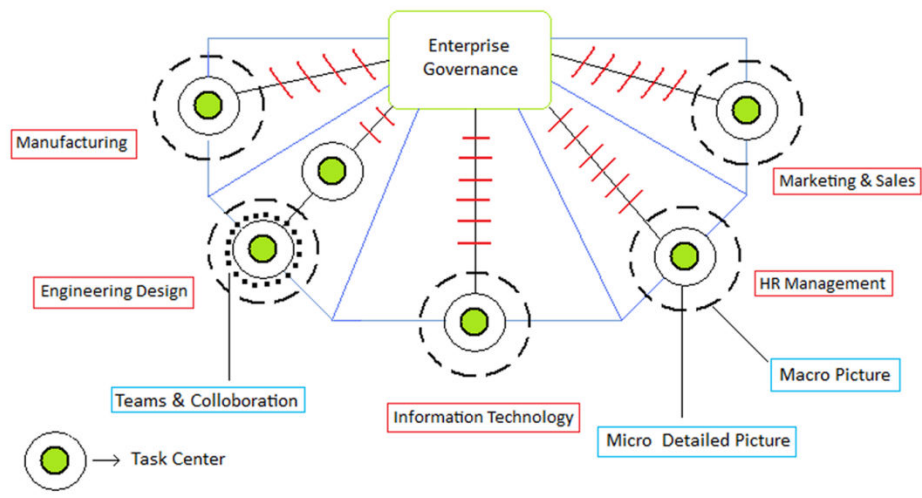 Enterprise
Governance
Manufacturing
Marketing & Sales
Engineering Design
HR Management
Macro Picture
Teams & Colloboration
Information Technology
Micro Detailed Picture
Task Center